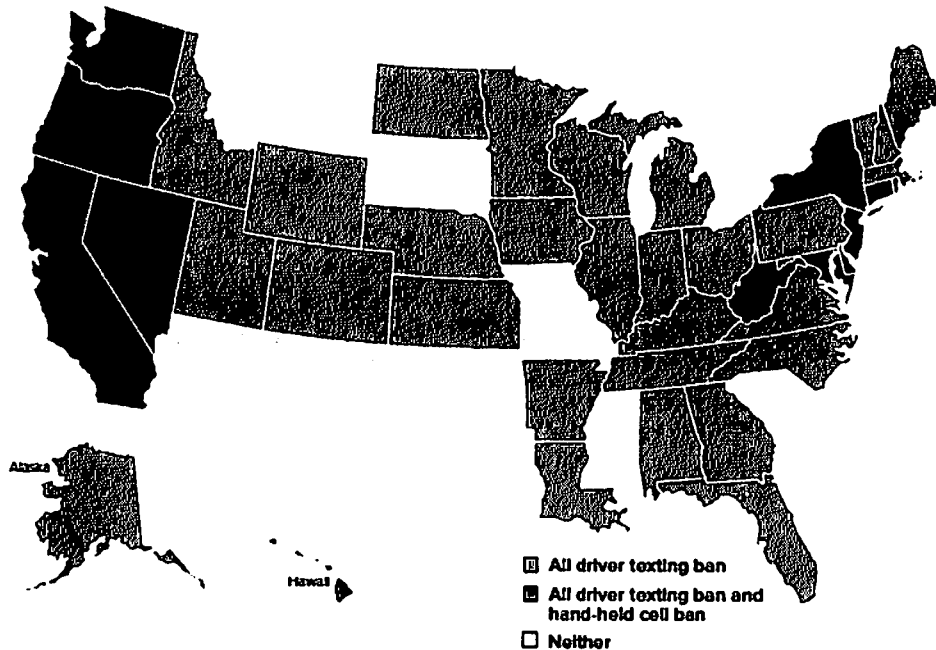 Alaska
Hawaii
All driver texting ban
All driver texting ban and
hand-held cell ban
Neither